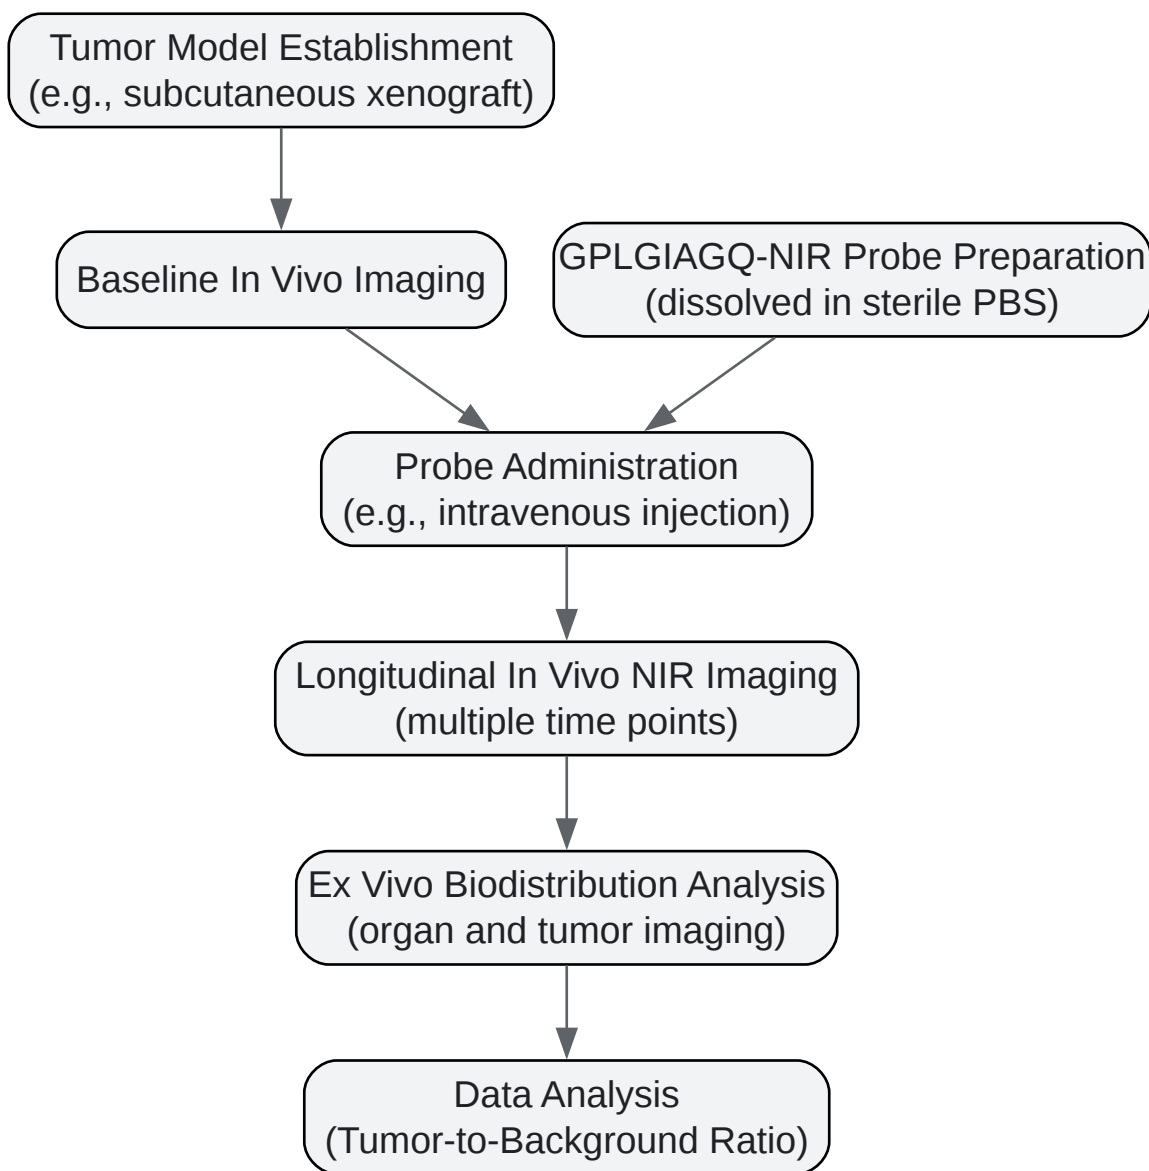 Tumor Model Establishment
(e.g., subcutaneous xenograft)
Baseline In Vivo Imaging
GPLGIAGQ-NIR Probe Preparation
(dissolved in sterile PBS)
Probe Administration
(e.g., intravenous injection)
Longitudinal In Vivo NIR Imaging
(multiple time points)
Ex Vivo Biodistribution Analysis
(organ and tumor imaging)
Data Analysis
(Tumor-to-Background Ratio)